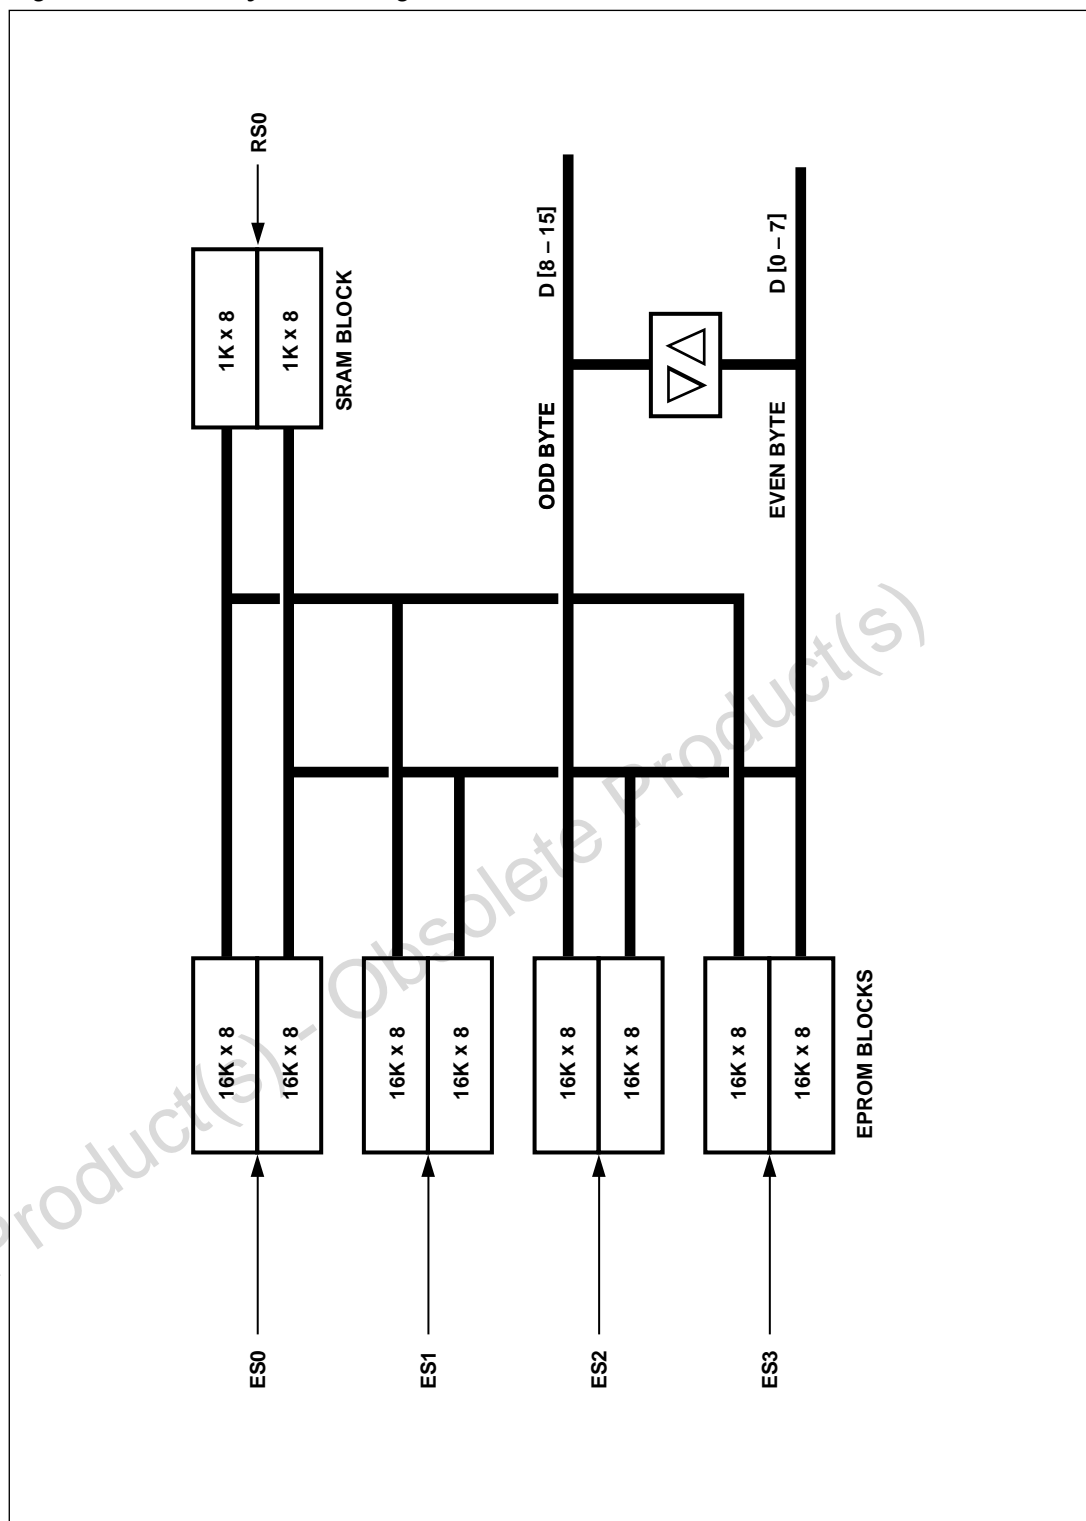 RS0
1K x 8
1K x 8
SRAM BLOCK
D [8 – 15]
D [0 – 7]
ODD BYTE
EVEN BYTE
16K x 8
16K x 8
16K x 8
16K x 8
16K x 8
16K x 8
16K x 8
16K x 8
EPROM BLOCKS
ES0
ES1
ES2
ES3
Product(s) - Obsolete Product(s)